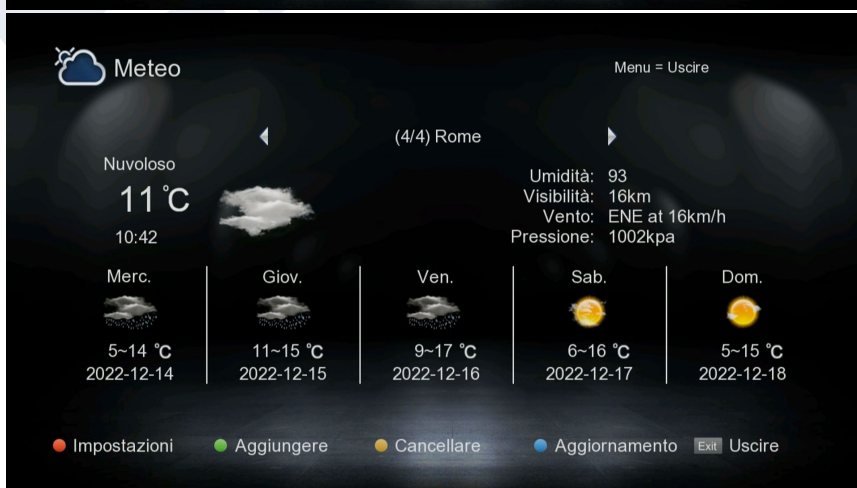 Meteo
Menu = Uscire
(4/4) Rome
Nuvoloso
11 °C
10:42
Umidità: 93
Visibilità: 16km
Vento: ENE at 16km/h
Pressione: 1002kpa
Merc. Giov. Ven. Sab. Dom.
5~14 °C 11~15 °C 9~17 °C 6~16 °C 5~15 °C
2022-12-14 2022-12-15 2022-12-16 2022-12-17 2022-12-18
Impostazioni Aggiungere Cancellare Aggiornamento Exit Uscire